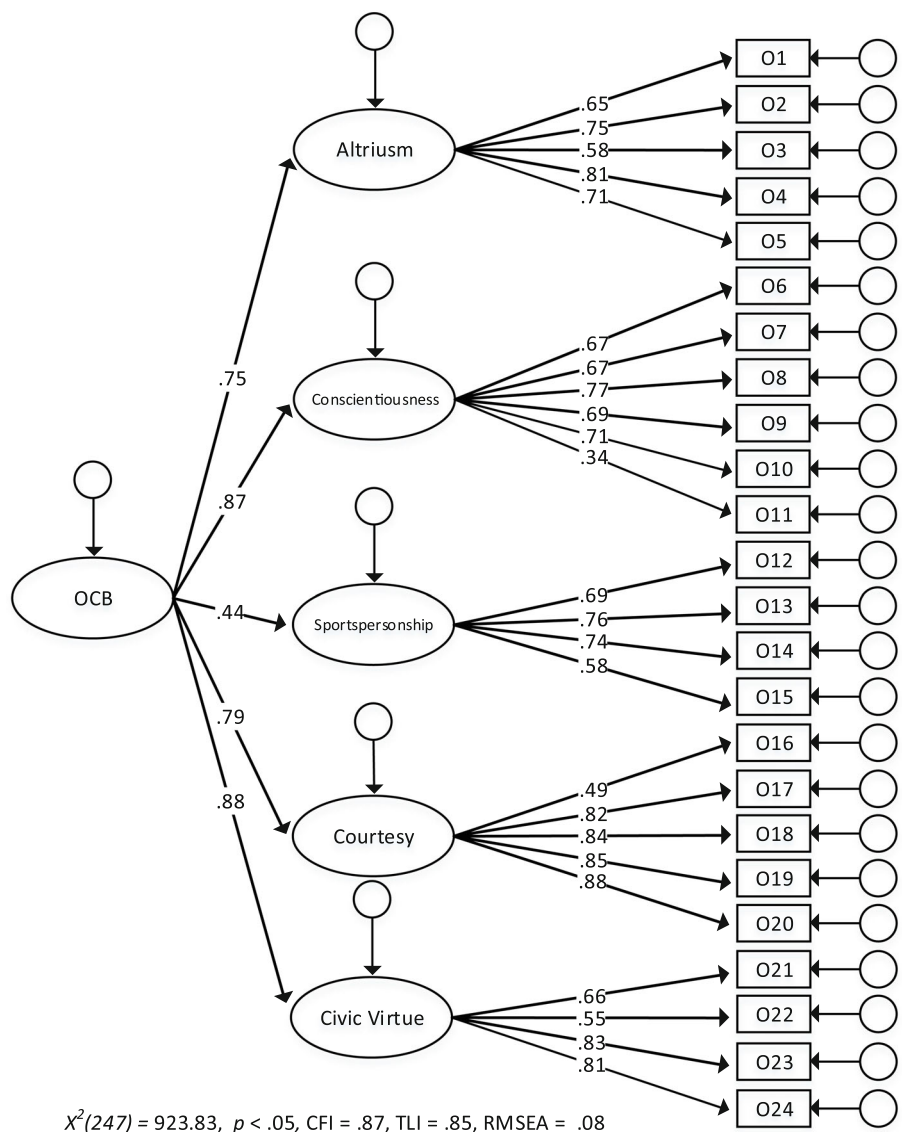 O1
.65
O2
.75
Altriusm
.58
O3
.81
O4
.71
O5
O6
.67
O7
.67
.75
.77
O8
Conscientiousness
.69
O9
.71
O10
.34
.87
O11
O12
.69
OCB
.44
.76
O13
Sportspersonship
.74
O14
.58
O15
.79
O16
.49
O17
.88
.82
Courtesy
.84
O18
.85
O19
.88
O20
O21
.66
Civic Virtue
.55
O22
.83
O23
.81
O24
X²(247) = 923.83, p < .05, CFI = .87, TLI = .85, RMSEA = .08